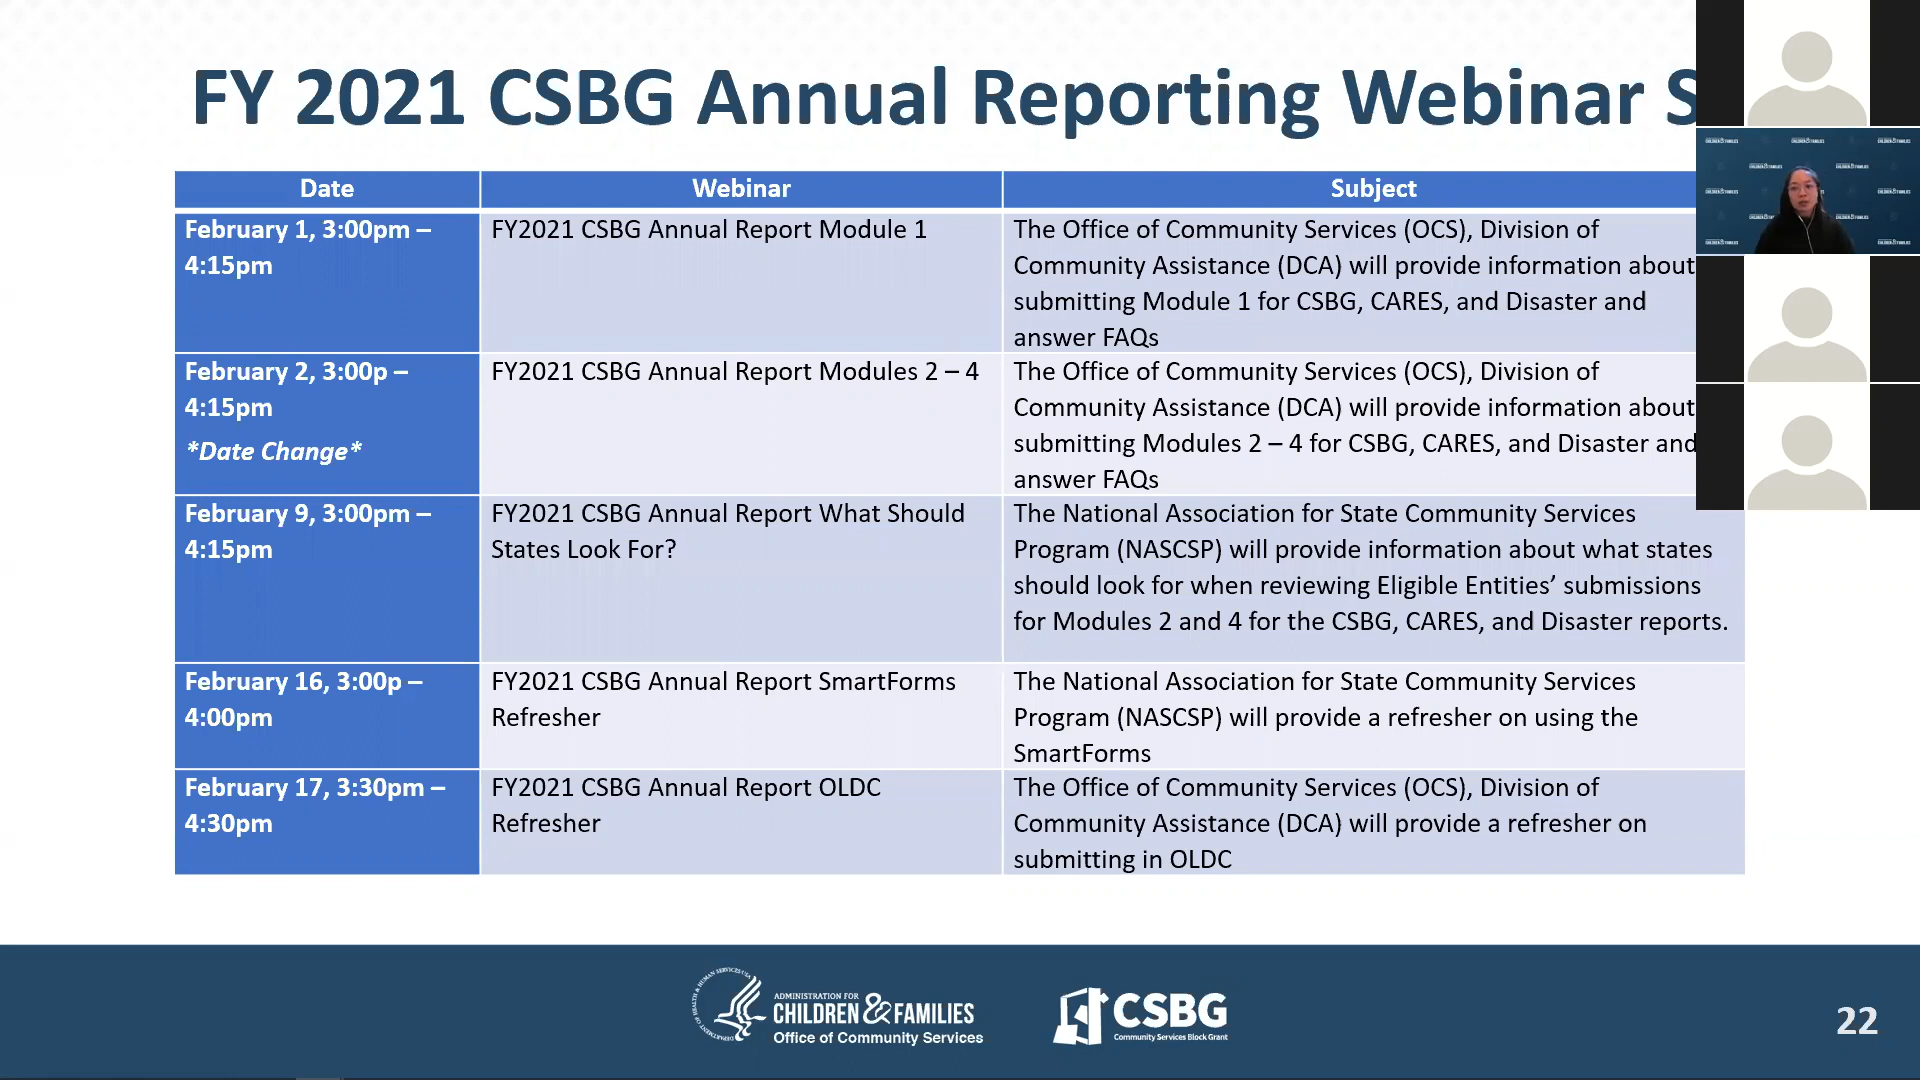 FY 2021 CSBG Annual Reporting Webinar S
Date
Webinar
Subject
February 1, 3:00pm –
4:15pm
FY2021 CSBG Annual Report Module 1
The Office of Community Services (OCS), Division of
Community Assistance (DCA) will provide information about
submitting Module 1 for CSBG, CARES, and Disaster and
answer FAQs
February 2, 3:00p –
4:15pm
*Date Change*
FY2021 CSBG Annual Report Modules 2 – 4
The Office of Community Services (OCS), Division of
Community Assistance (DCA) will provide information about
submitting Modules 2 – 4 for CSBG, CARES, and Disaster and
answer FAQs
February 9, 3:00pm –
4:15pm
FY2021 CSBG Annual Report What Should
States Look For?
The National Association for State Community Services
Program (NASCSP) will provide information about what states
should look for when reviewing Eligible Entities’ submissions
for Modules 2 and 4 for the CSBG, CARES, and Disaster reports.
February 16, 3:00p –
4:00pm
FY2021 CSBG Annual Report SmartForms
Refresher
The National Association for State Community Services
Program (NASCSP) will provide a refresher on using the
SmartForms
February 17, 3:30pm –
4:30pm
FY2021 CSBG Annual Report OLDC
Refresher
The Office of Community Services (OCS), Division of
Community Assistance (DCA) will provide a refresher on
submitting in OLDC
DEPARTMENT OF HEALTH & HUMAN SERVICES USA
ADMINISTRATION FOR
CHILDREN & FAMILIES
Office of Community Services
CSBG
Community Services Block Grant
22